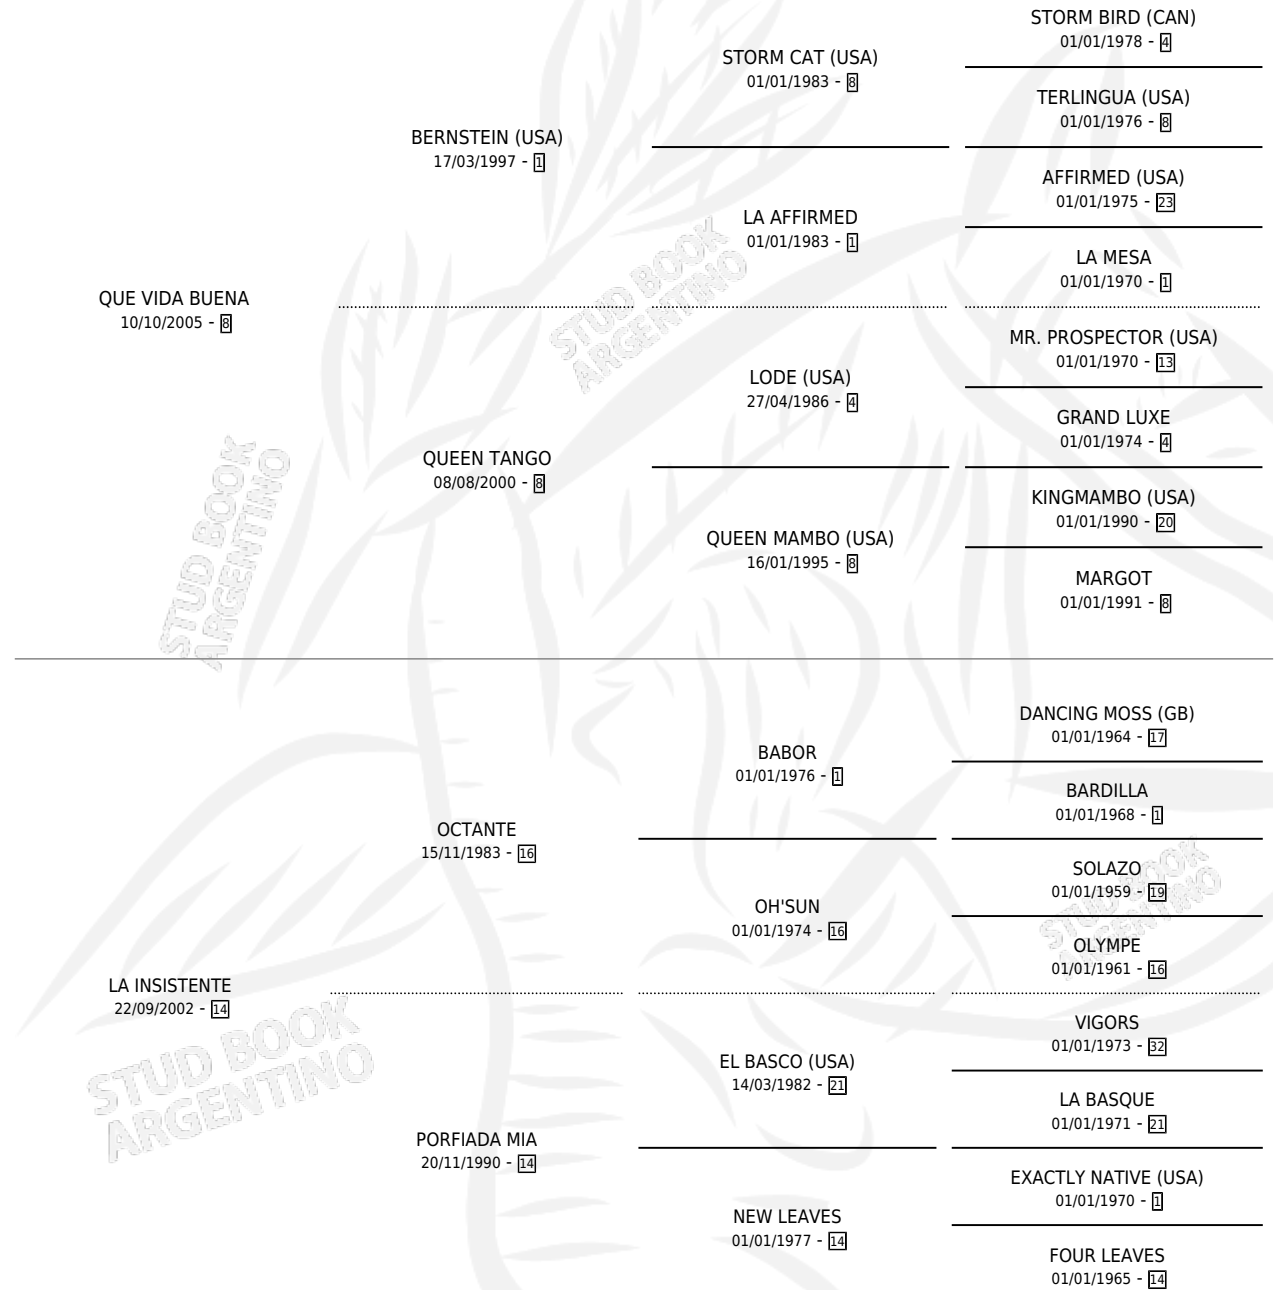 STORM BIRD (CAN)
01/01/1978 - 4
STORM CAT (USA)
01/01/1983 - 8
TERLINGUA (USA)
01/01/1976 - 8
BERNSTEIN (USA)
17/03/1997 - 1
AFFIRMED (USA)
01/01/1975 - 23
LA AFFIRMED
01/01/1983 - 1
LA MESA
01/01/1970 - 1
QUE VIDA BUENA
10/10/2005 - 8
MR. PROSPECTOR (USA)
01/01/1970 - 13
LODE (USA)
27/04/1986 - 4
GRAND LUXE
01/01/1974 - 4
QUEEN TANGO
08/08/2000 - 8
KINGMAMBO (USA)
01/01/1990 - 20
QUEEN MAMBO (USA)
16/01/1995 - 8
MARGOT
01/01/1991 - 8
DANCING MOSS (GB)
01/01/1964 - 17
BABOR
01/01/1976 - 1
BARDILLA
01/01/1968 - 1
OCTANTE
15/11/1983 - 16
SOLAZO
01/01/1959 - 19
OH'SUN
01/01/1974 - 16
OLYMPE
01/01/1961 - 16
LA INSISTENTE
22/09/2002 - 14
VIGORS
01/01/1973 - 32
EL BASCO (USA)
14/03/1982 - 21
LA BASQUE
01/01/1971 - 21
PORFIADA MIA
20/11/1990 - 14
EXACTLY NATIVE (USA)
01/01/1970 - 1
NEW LEAVES
01/01/1977 - 14
FOUR LEAVES
01/01/1965 - 14
STUD BOOK
ARGENTINO
STUD BOOK
ARGENTINO
STUD BOOK
ARGENTINO
STUD BOOK
ARGENTINO